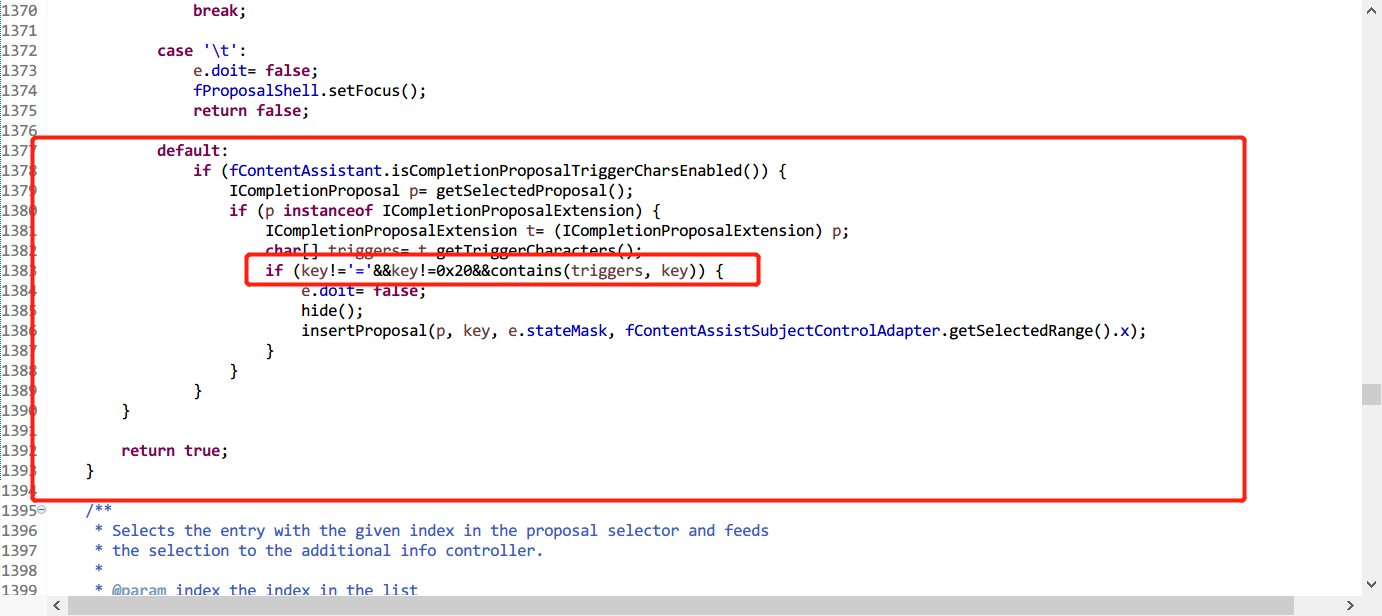 1370 break;
1371
1372 case '\t':
1373 e.doit= false;
1374 fProposalShell.setFocus();
1375 return false;
1376
1377 default:
1378 if (fContentAssistant.isCompletionProposalTriggerCharsEnabled()) {
1379 ICompletionProposal p= getSelectedProposal();
1380 if (p instanceof ICompletionProposalExtension) {
1381 ICompletionProposalExtension t= (ICompletionProposalExtension) p;
1382 char[] triggers= t.getTriggerCharacters();
1383 if (key!='='&&key!=0x20&&contains(triggers, key)) {
1384 e.doit= false;
1385 hide();
1386 insertProposal(p, key, e.stateMask, fContentAssistSubjectControlAdapter.getSelectedRange().x);
1387 }
1388 }
1389 }
1390 }
1391
1392 return true;
1393 }
1394
1395 /**
1396 * Selects the entry with the given index in the proposal selector and feeds
1397 * the selection to the additional info controller.
1398 *
1399 * @param index the index in the list